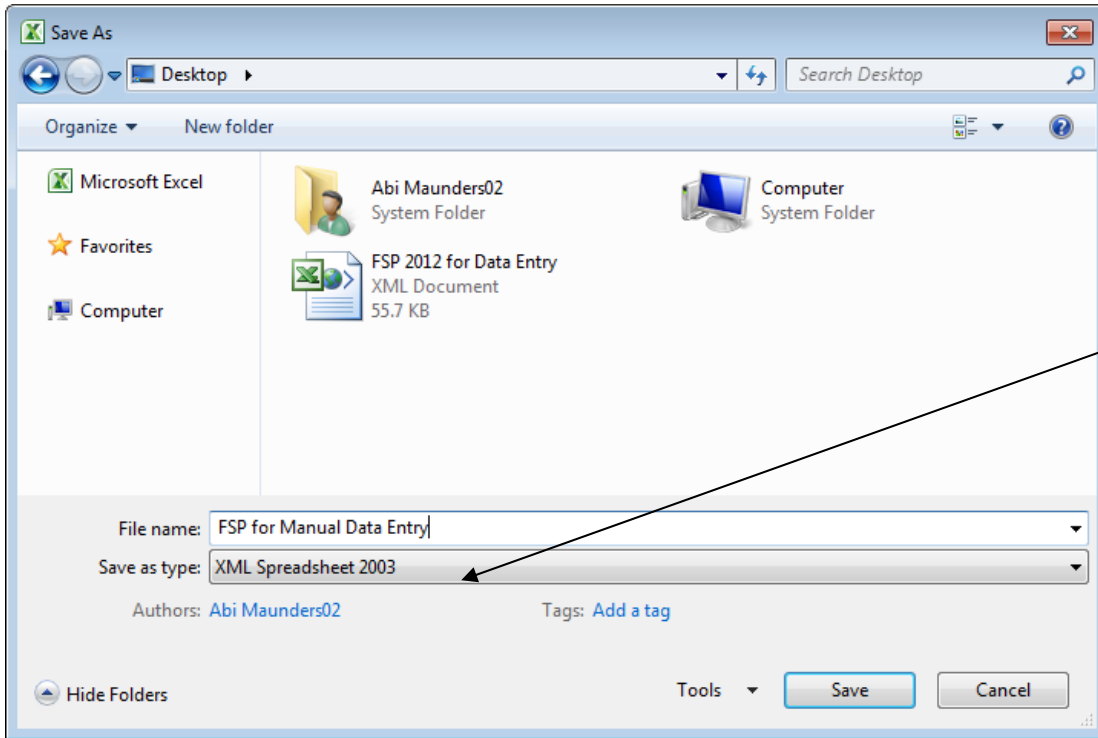 Save As
Desktop
Search Desktop
Organize
New folder
Microsoft Excel
Favorites
Computer
Abi Maunders02
System Folder
Computer
System Folder
FSP 2012 for Data Entry
XML Document
55.7 KB
File name: FSP for Manual Data Entry
Save as type: XML Spreadsheet 2003
Authors: Abi Maunders02 Tags: Add a tag
Hide Folders
Tools
Save
Cancel